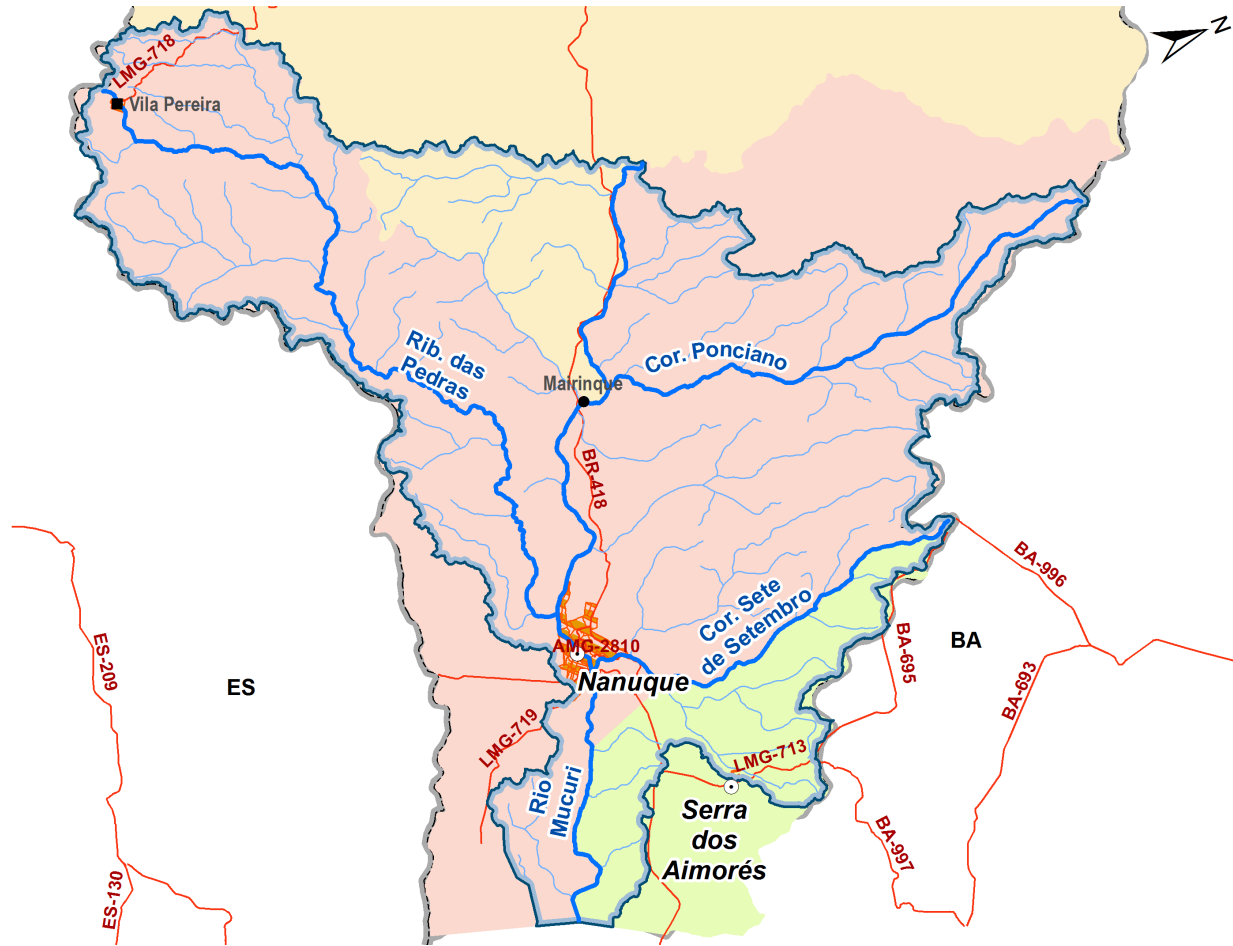 N
LMG-718
Vila Pereira
Rib. das
Pedras
Cor. Ponciano
Mairinque
BR-418
BA-996
Cor. Sete
de Setembro
ES-209
AMG-2810
BA-695
BA
BA-693
ES
Nanuque
LMG-719
LMG-713
Rio
Mucuri
Serra
dos
Aimorés
BA-997
ES-130